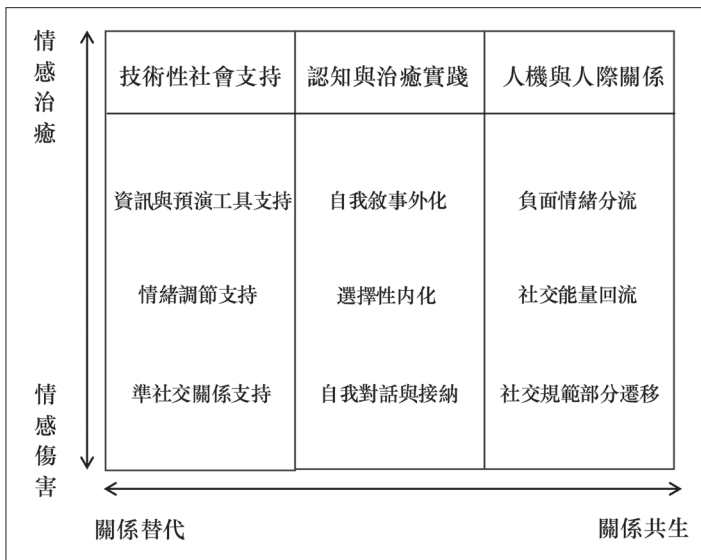 情感治癒
技術性社會支持
認知與治癒實踐
人機與人際關係
資訊與預演工具支持
自我敘事外化
負面情緒分流
情緒調節支持
選擇性內化
社交能量回流
準社交關係支持
自我對話與接納
社交規範部分遷移
情感傷害
關係替代
關係共生